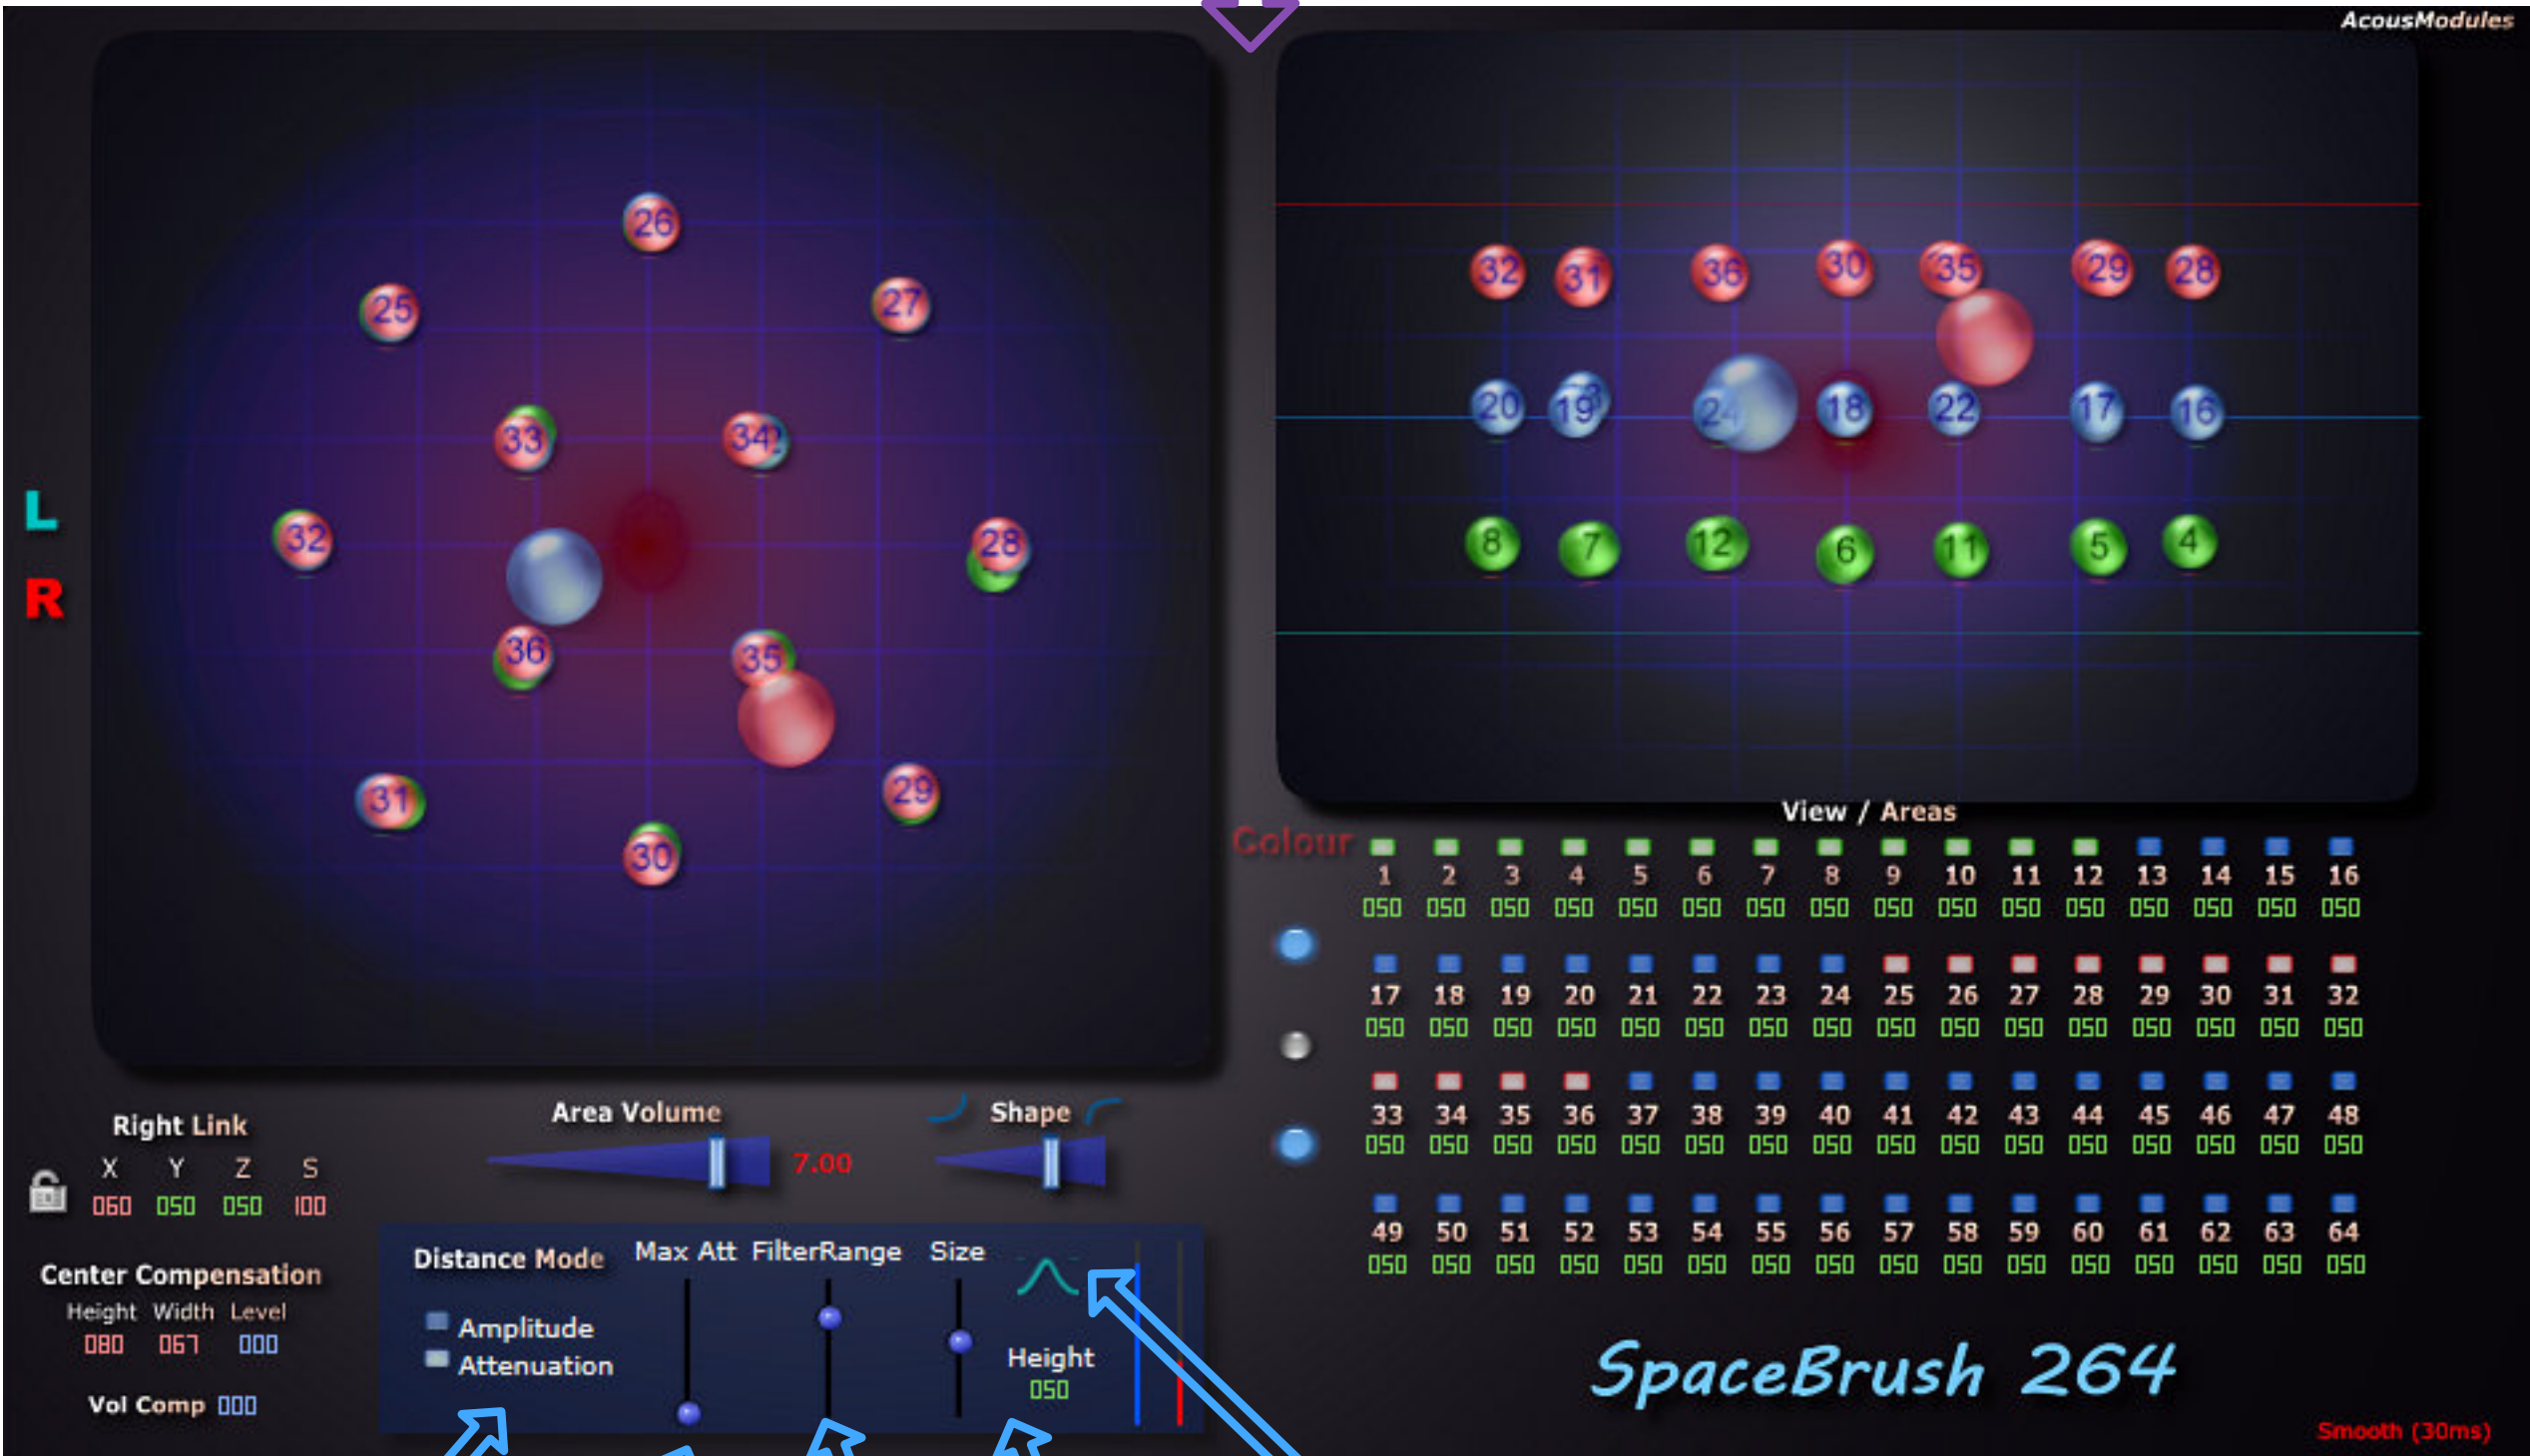 AcousModules
26
25
27
33
34
L
32
28
R
36
35
31
29
30
32 31 36 30 35 29 28
20 19 24 18 22 17 16
8 7 12 6 11 5 4
View / Areas
Colour
1 2 3 4 5 6 7 8 9 10 11 12 13 14 15 16
050 050 050 050 050 050 050 050 050 050 050 050 050 050 050 050
17 18 19 20 21 22 23 24 25 26 27 28 29 30 31 32
050 050 050 050 050 050 050 050 050 050 050 050 050 050 050 050
33 34 35 36 37 38 39 40 41 42 43 44 45 46 47 48
050 050 050 050 050 050 050 050 050 050 050 050 050 050 050 050
49 50 51 52 53 54 55 56 57 58 59 60 61 62 63 64
050 050 050 050 050 050 050 050 050 050 050 050 050 050 050 050
Right Link
X Y Z S
060 050 050 100
Center Compensation
Height Width Level
080 067 000
Vol Comp 000
Area Volume
7.00
Shape
Distance Mode
Amplitude
Attenuation
Max Att FilterRange Size
Height
050
SpaceBrush 264
Smooth (30ms)